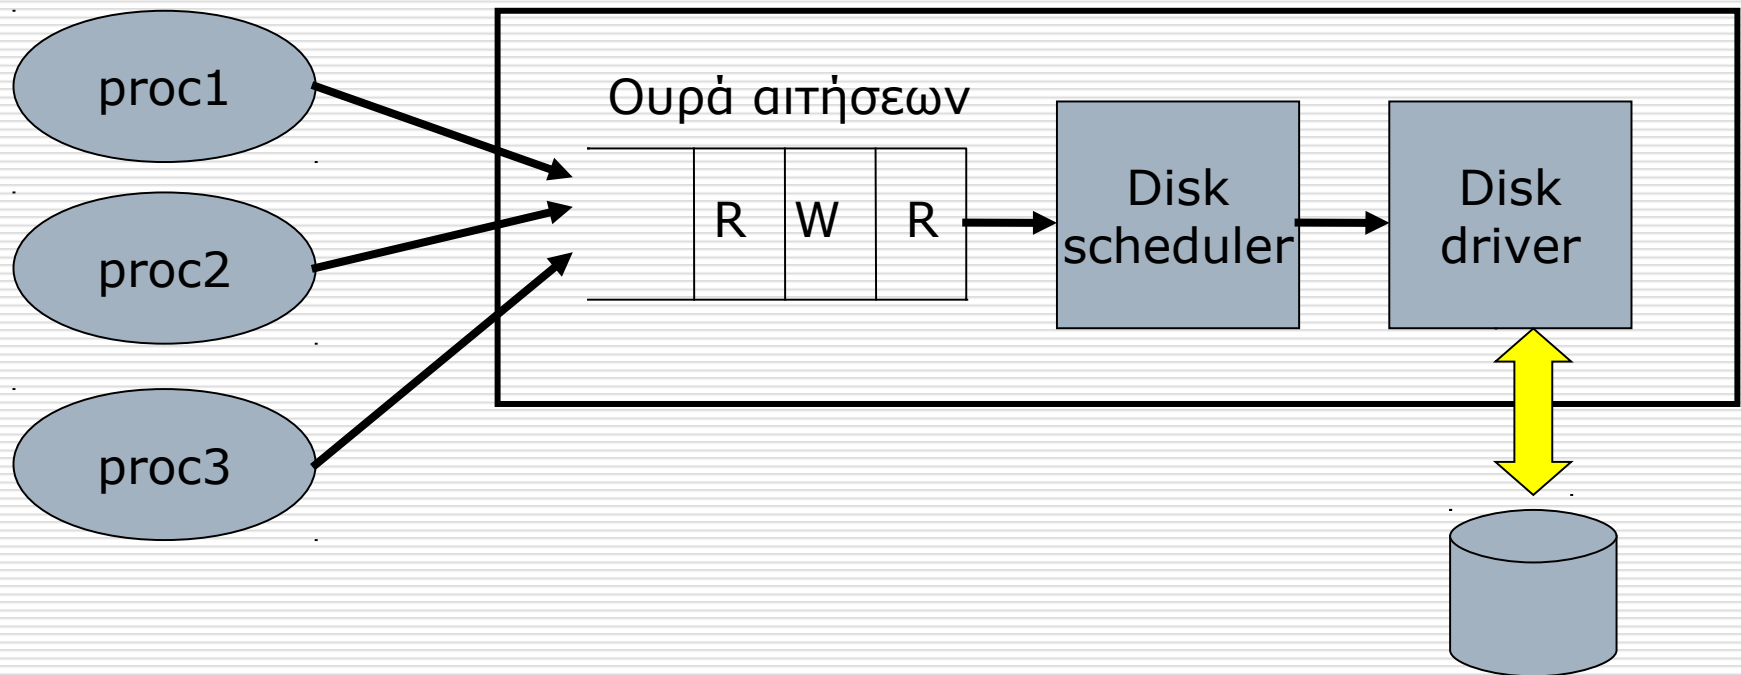 proc1
proc2
proc3
Ουρά αιτήσεων
R W R
Disk
scheduler
Disk
driver